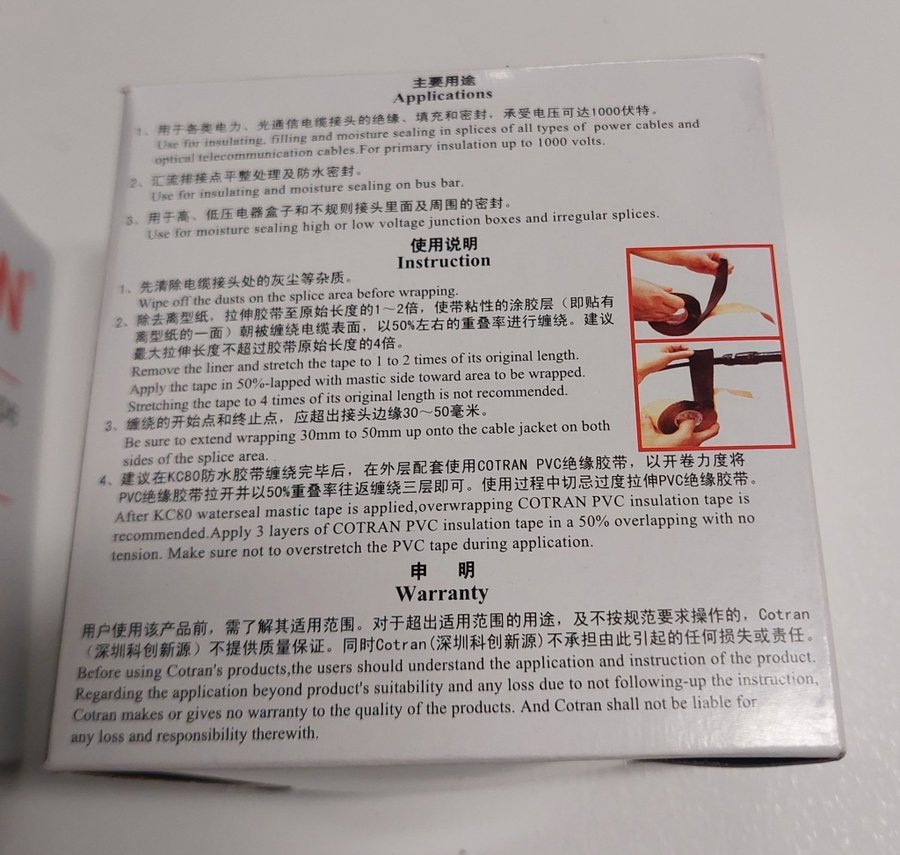 主要用途
Applications
1、用于各类电力、光通信电缆接头的绝缘、填充和密封，承受电压可达1000伏特。
Use for insulating, filling and moisture sealing in splices of all types of power cables and
optical telecommunication cables.For primary insulation up to 1000 volts.
2、汇流排接点平整处理及防水密封。
Use for insulating and moisture sealing on bus bar.
3、用于高、低压电器盒子和不规则接头里面及周围的密封。
Use for moisture sealing high or low voltage junction boxes and irregular splices.
使用说明
Instruction
1、先清除电缆接头处的灰尘等杂质。
Wipe off the dusts on the splice area before wrapping.
2、除去离型纸，拉伸胶带至原始长度的1～2倍，使带粘性的涂胶层（即贴有
离型纸的一面）朝被缠绕电缆表面，以50%左右的重叠率进行缠绕。建议
最大拉伸长度不超过胶带原始长度的4倍。
Remove the liner and stretch the tape to 1 to 2 times of its original length.
Apply the tape in 50%-lapped with mastic side toward area to be wrapped.
Stretching the tape to 4 times of its original length is not recommended.
3、缠绕的开始点和终止点，应超出接头边缘30～50毫米。
Be sure to extend wrapping 30mm to 50mm up onto the cable jacket on both
sides of the splice area.
4、建议在KC80防水胶带缠绕完毕后，在外层配套使用COTRAN PVC绝缘胶带，以开卷力度将
PVC绝缘胶带拉开并以50%重叠率往返缠绕三层即可。使用过程中切忌过度拉伸PVC绝缘胶带。
After KC80 waterseal mastic tape is applied,overwrapping COTRAN PVC insulation tape is
recommended.Apply 3 layers of COTRAN PVC insulation tape in a 50% overlapping with no
tension. Make sure not to overstretch the PVC tape during application.
申 明
Warranty
用户使用该产品前，需了解其适用范围。对于超出适用范围的用途，及不按规范要求操作的，Cotran
（深圳科创新源）不提供质量保证。同时Cotran(深圳科创新源)不承担由此引起的任何损失或责任。
Before using Cotran's products,the users should understand the application and instruction of the product.
Regarding the application beyond product's suitability and any loss due to not following-up the instruction,
Cotran makes or gives no warranty to the quality of the products. And Cotran shall not be liable for
any loss and responsibility therewith.